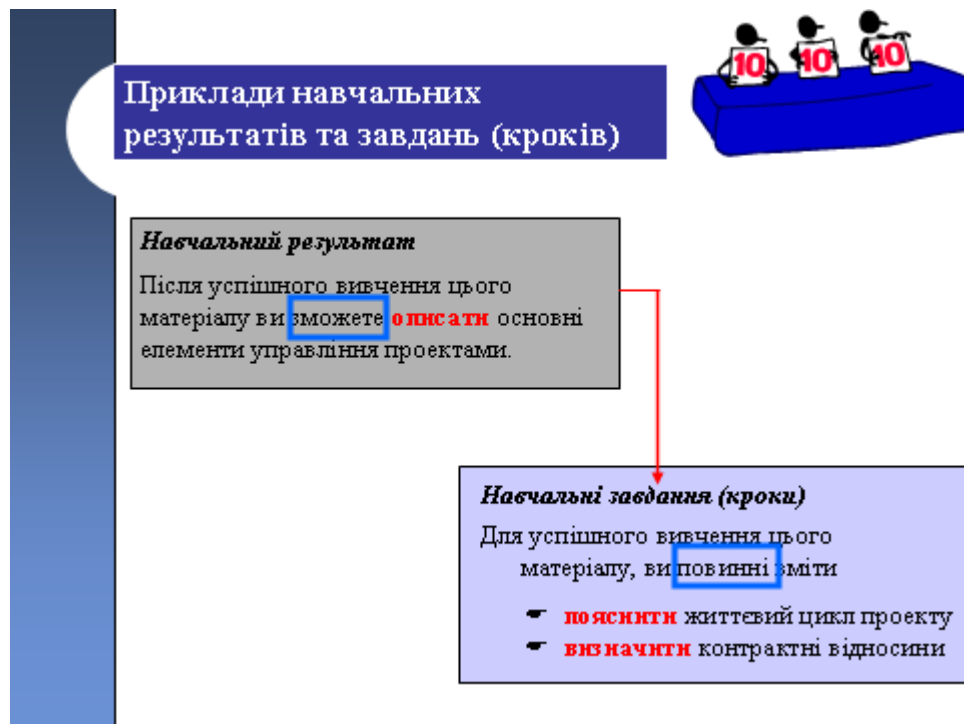 10 10 10
Приклади навчальних
результатів та завдань (кроків)
Навчальний результат
Після успішного вивчення цього
матеріалу ви зможете описати основні
елементи управління проектами.
Навчальні завдання (кроки)
Для успішного вивчення цього
матеріалу, ви повинні вміти
☛ пояснити життєвий цикл проекту
☛ визначити контрактні відносини